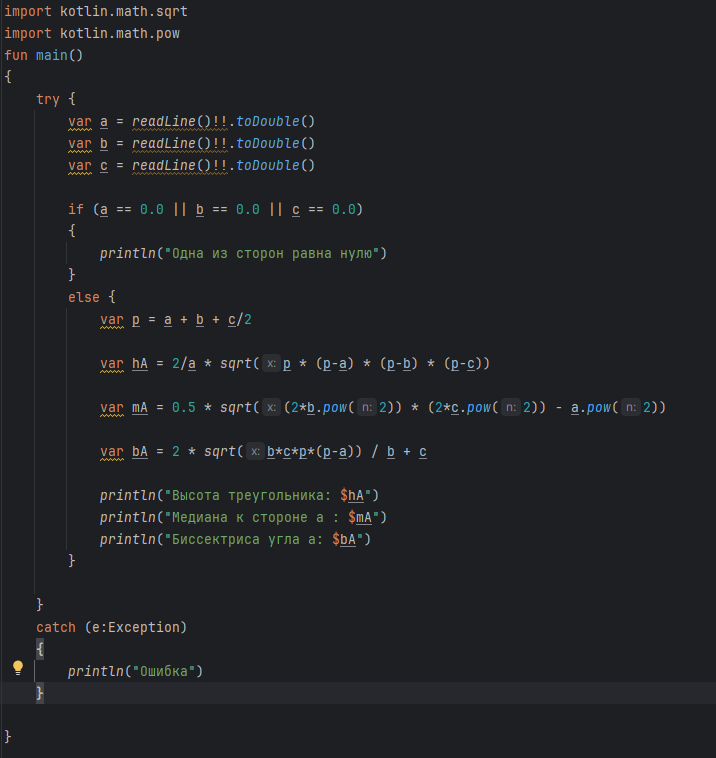 import kotlin.math.sqrt
import kotlin.math.pow
fun main()
{
try {
var a = readLine()!!.toDouble()
var b = readLine()!!.toDouble()
var c = readLine()!!.toDouble()
if (a == 0.0 || b == 0.0 || c == 0.0)
{
println("Одна из сторон равна нулю")
}
else {
var p = a + b + c/2
var hA = 2/a * sqrt( x: p * (p-a) * (p-b) * (p-c))
var mA = 0.5 * sqrt( x: (2*b.pow( n: 2)) * (2*c.pow( n: 2)) - a.pow( n: 2))
var bA = 2 * sqrt( x: b*c*p*(p-a)) / b + c
println("Высота треугольника: $hA")
println("Медиана к стороне а : $mA")
println("Биссектриса угла а: $bA")
}
}
catch (e:Exception)
{
println("Ошибка")
}
}